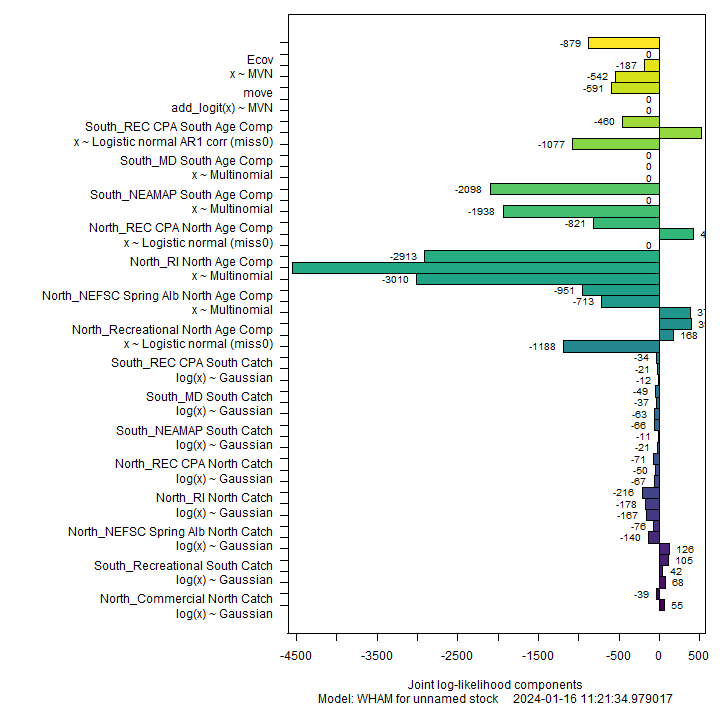 -879
0
Ecov
-187
x ~ MVN
-542
move
-591
0
add_logit(x) ~ MVN
0
South_REC CPA South Age Comp
-460
x ~ Logistic normal AR1 corr (miss0)
-1077
South_MD South Age Comp
0
0
x ~ Multinomial
0
South_NEAMAP South Age Comp
-2098
0
x ~ Multinomial
-1938
North_REC CPA North Age Comp
-821
4
x ~ Logistic normal (miss0)
0
North_RI North Age Comp
-2913
x ~ Multinomial
-3010
North_NEFSC Spring Alb North Age Comp
-951
-713
x ~ Multinomial
37
North_Recreational North Age Comp
39
168
x ~ Logistic normal (miss0)
-1188
South_REC CPA South Catch
-34
-21
log(x) ~ Gaussian
-12
South_MD South Catch
-49
-37
log(x) ~ Gaussian
-63
South_NEAMAP South Catch
-66
-11
log(x) ~ Gaussian
-21
North_REC CPA North Catch
-71
-50
log(x) ~ Gaussian
-67
North_RI North Catch
-216
-178
log(x) ~ Gaussian
-167
North_NEFSC Spring Alb North Catch
-76
-140
log(x) ~ Gaussian
126
South_Recreational South Catch
105
42
log(x) ~ Gaussian
68
North_Commercial North Catch
-39
55
log(x) ~ Gaussian
-4500 -3500 -2500 -1500 -500 0 500
Joint log-likelihood components
Model: WHAM for unnamed stock 2024-01-16 11:21:34.979017